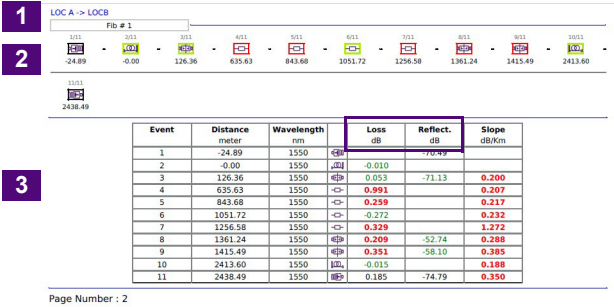 1
LOC A -> LOCB
Fib # 1
1/11 2/11 3/11 4/11 5/11 6/11 7/11 8/11 9/11 10/11
2
-24.89 -0.00 126.36 635.63 843.68 1051.72 1256.58 1361.24 1415.49 2413.60
11/11
2438.49
3
Event Distance Wavelength Loss Reflect. Slope
meter nm dB dB dB/Km
1 -24.89 1550 -70.49
2 -0.00 1550 -0.010
3 126.36 1550 0.053 -71.13 0.200
4 635.63 1550 0.991 0.207
5 843.68 1550 0.259 0.217
6 1051.72 1550 -0.272 0.232
7 1256.58 1550 0.329 1.272
8 1361.24 1550 0.209 -52.74 0.288
9 1415.49 1550 0.351 -58.10 0.385
10 2413.60 1550 -0.015 0.188
11 2438.49 1550 0.185 -74.79 0.350
Page Number : 2